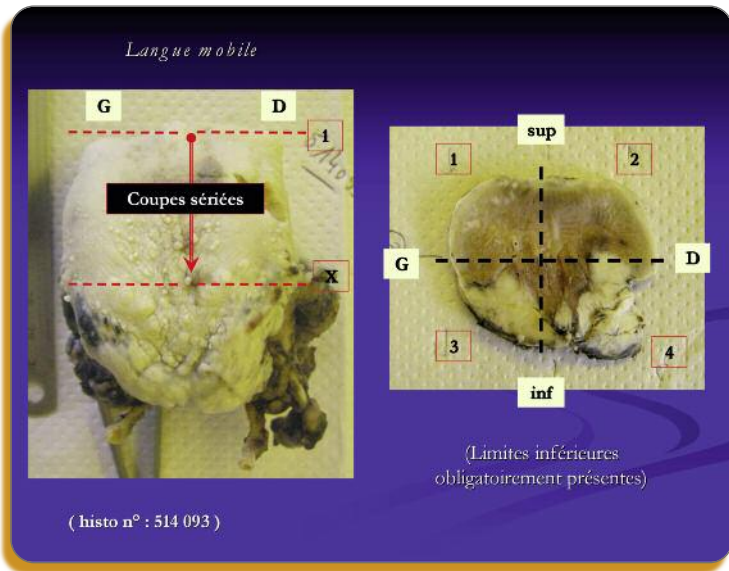 Langue mobile
G D
1
Coupes sériées
X
sup
1 2
G D
3 4
inf
(Limites inférieures
obligatoirement présentes)
( histo n° : 514 093 )